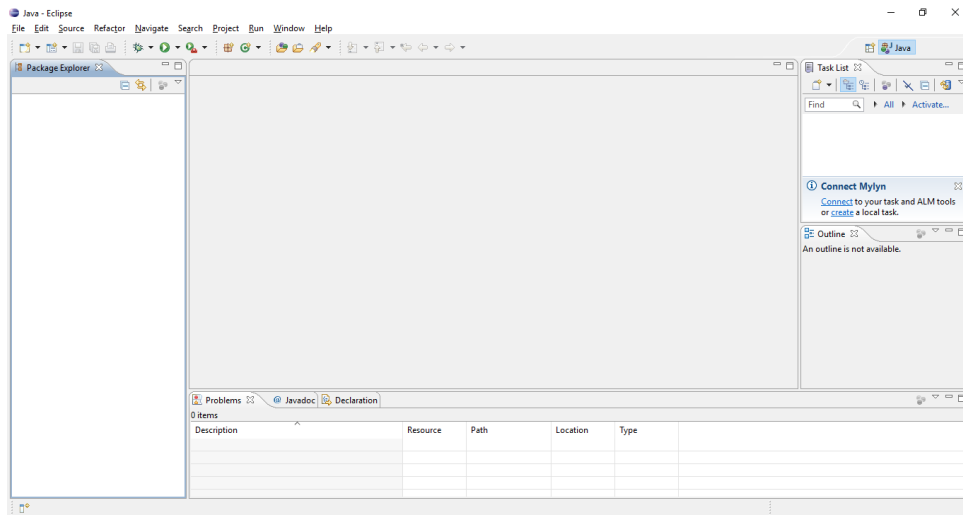 Java - Eclipse
File Edit Source Refactor Navigate Search Project Run Window Help
Java
Package Explorer
Task List
Find
All
Activate...
Connect Mylyn
Connect to your task and ALM tools
or create a local task.
Outline
An outline is not available.
Problems @ Javadoc Declaration
0 items
Description Resource Path Location Type